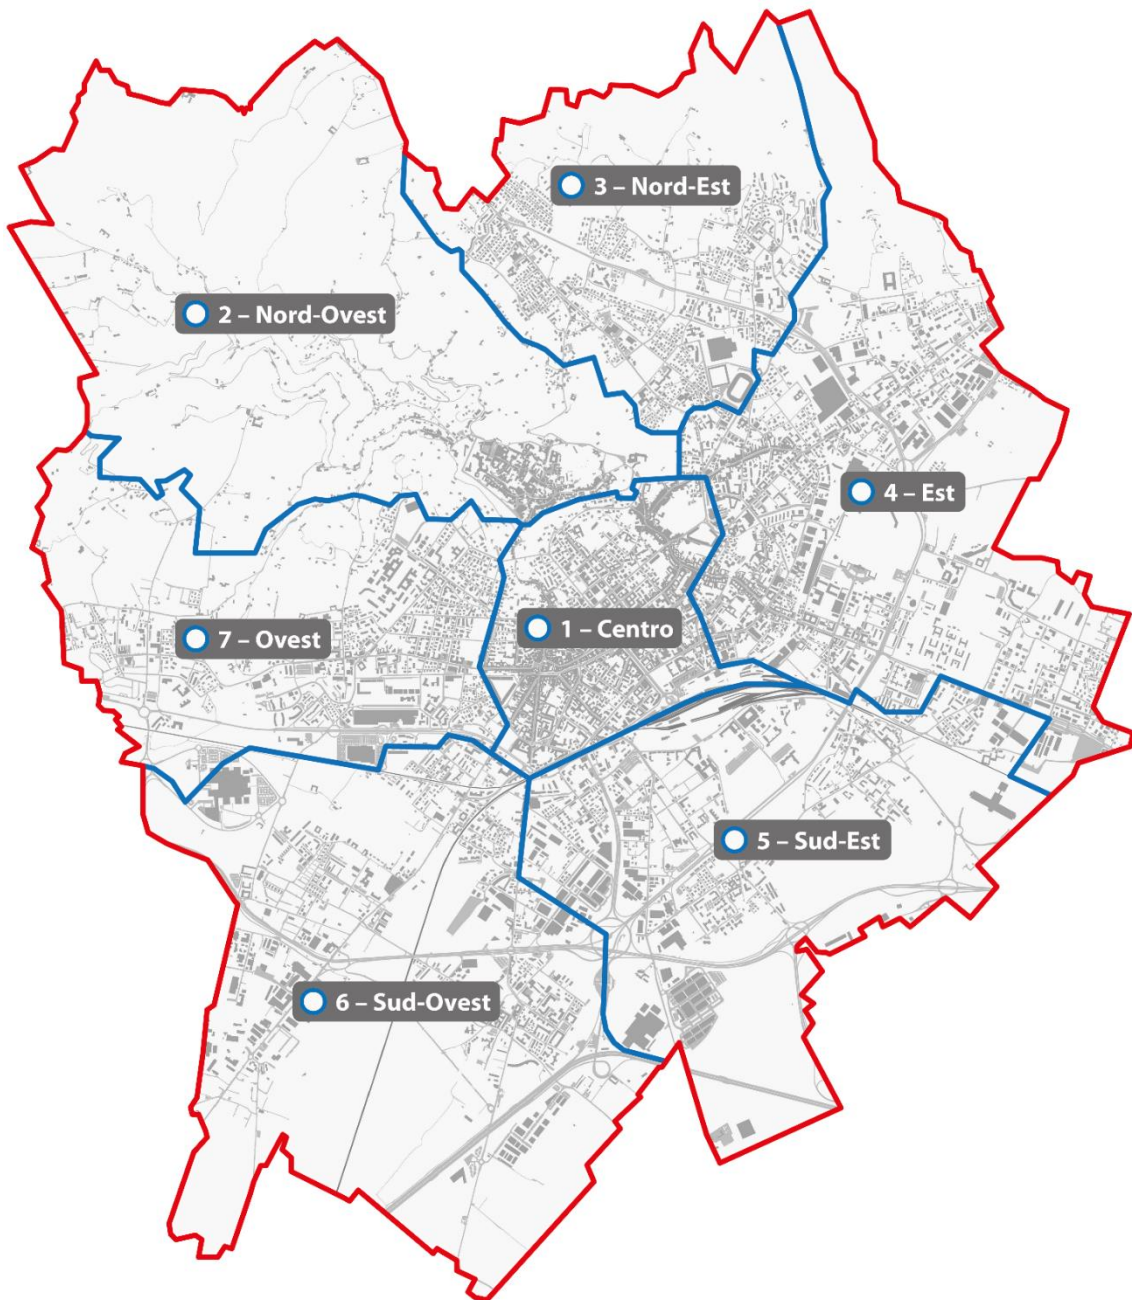 3 – Nord-Est
2 – Nord-Ovest
4 – Est
1 – Centro
7 – Ovest
5 – Sud-Est
6 – Sud-Ovest